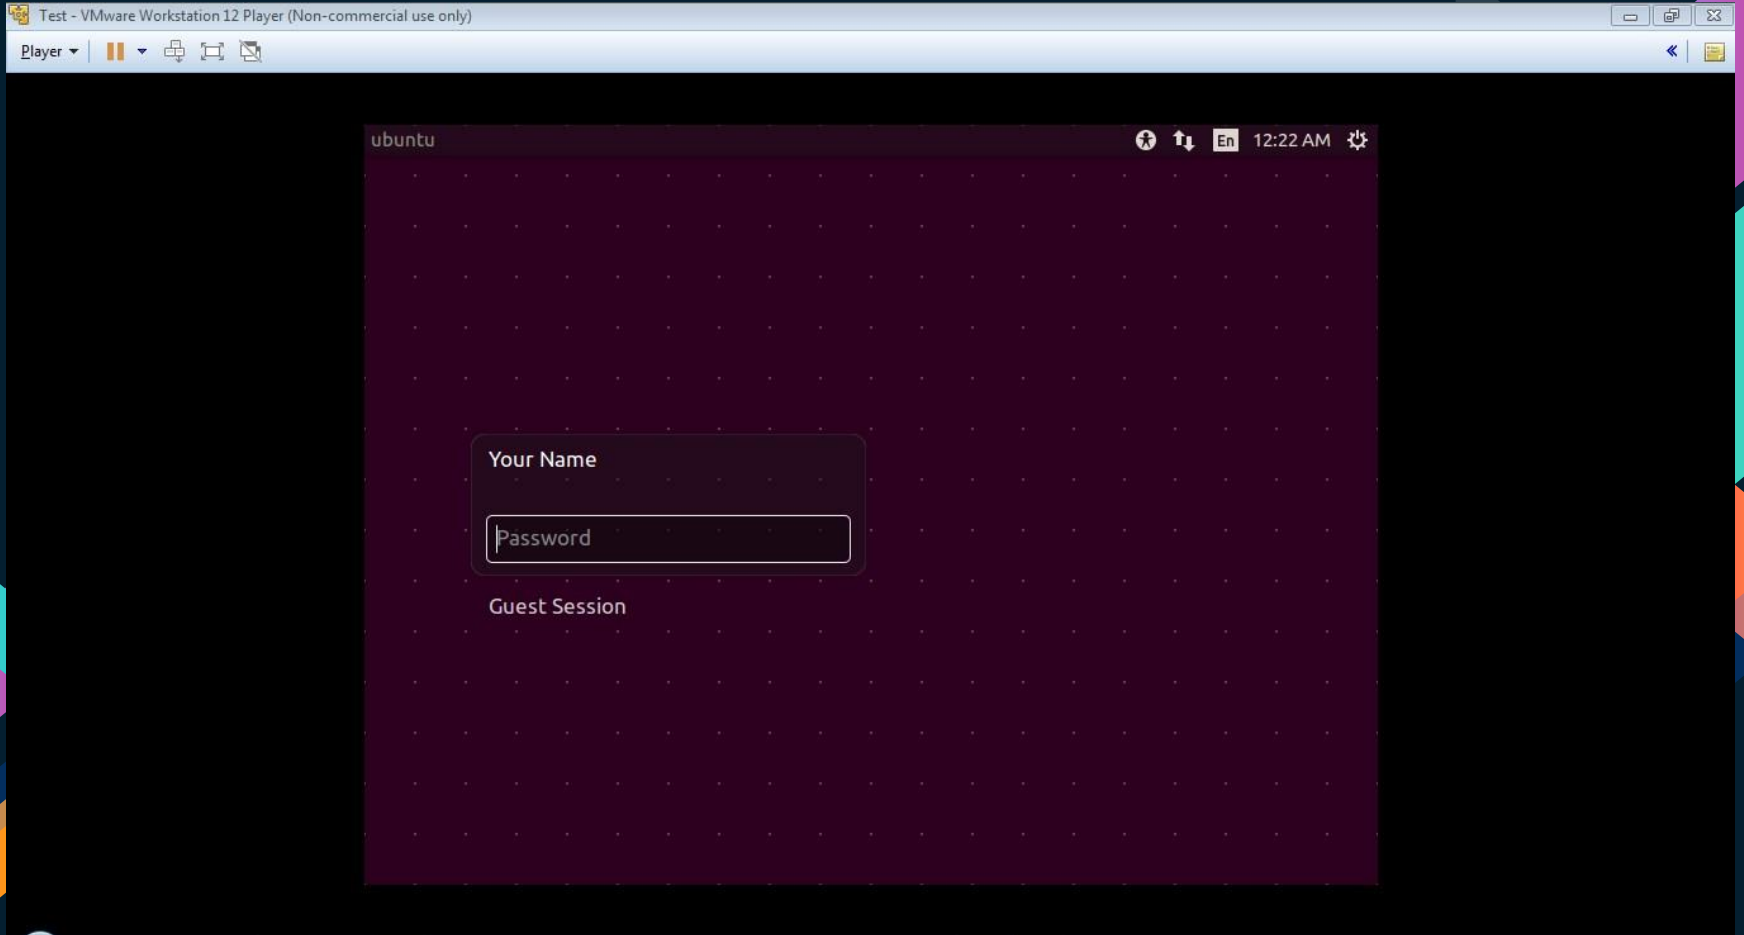 Test - VMware Workstation 12 Player (Non-commercial use only)
Player
ubuntu En 12:22 AM
Your Name
Password
Guest Session